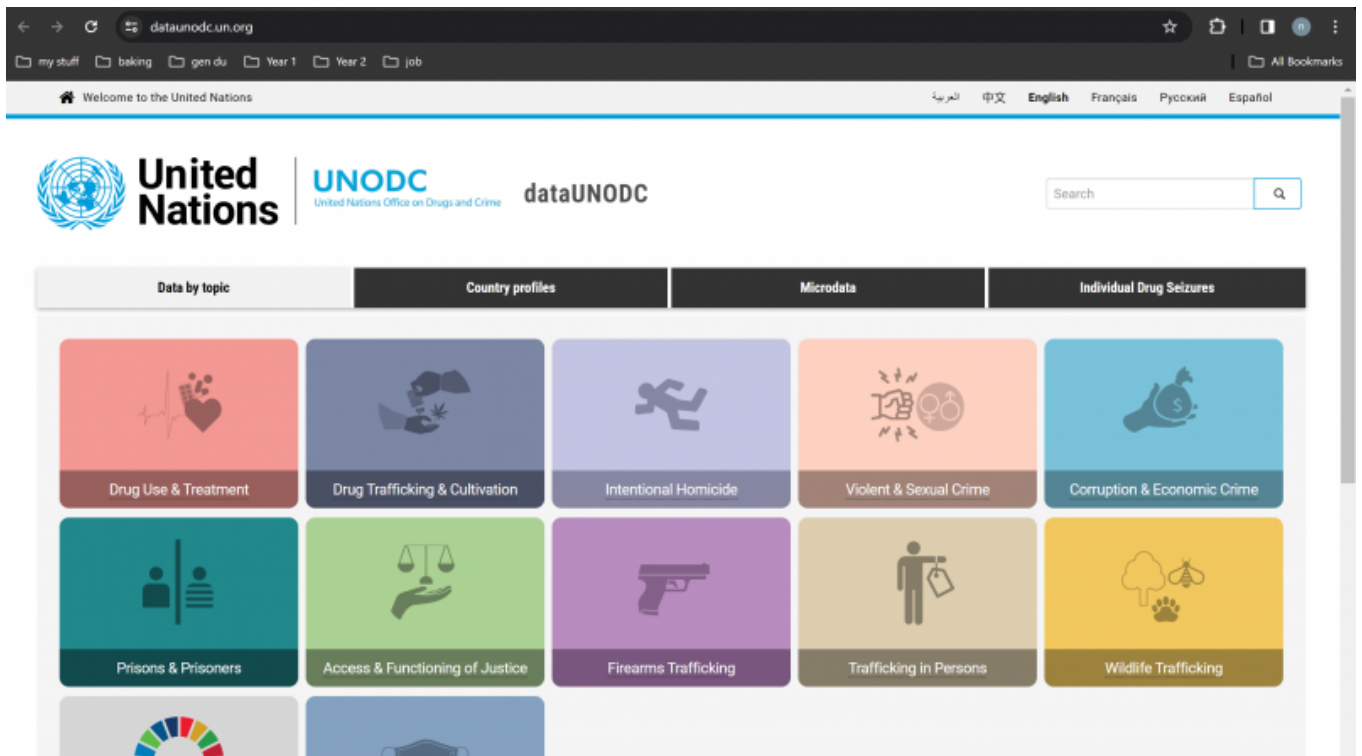 dataunodc.un.org
n
my stuff baking gen du Year 1 Year 2 job All Bookmarks
Welcome to the United Nations العربية 中文 English Français Русский Español
United Nations
UNODC
United Nations Office on Drugs and Crime
dataUNODC
Search
Data by topic Country profiles Microdata Individual Drug Seizures
$
Drug Use & Treatment Drug Trafficking & Cultivation Intentional Homicide Violent & Sexual Crime Corruption & Economic Crime
Prisons & Prisoners Access & Functioning of Justice Firearms Trafficking Trafficking in Persons Wildlife Trafficking